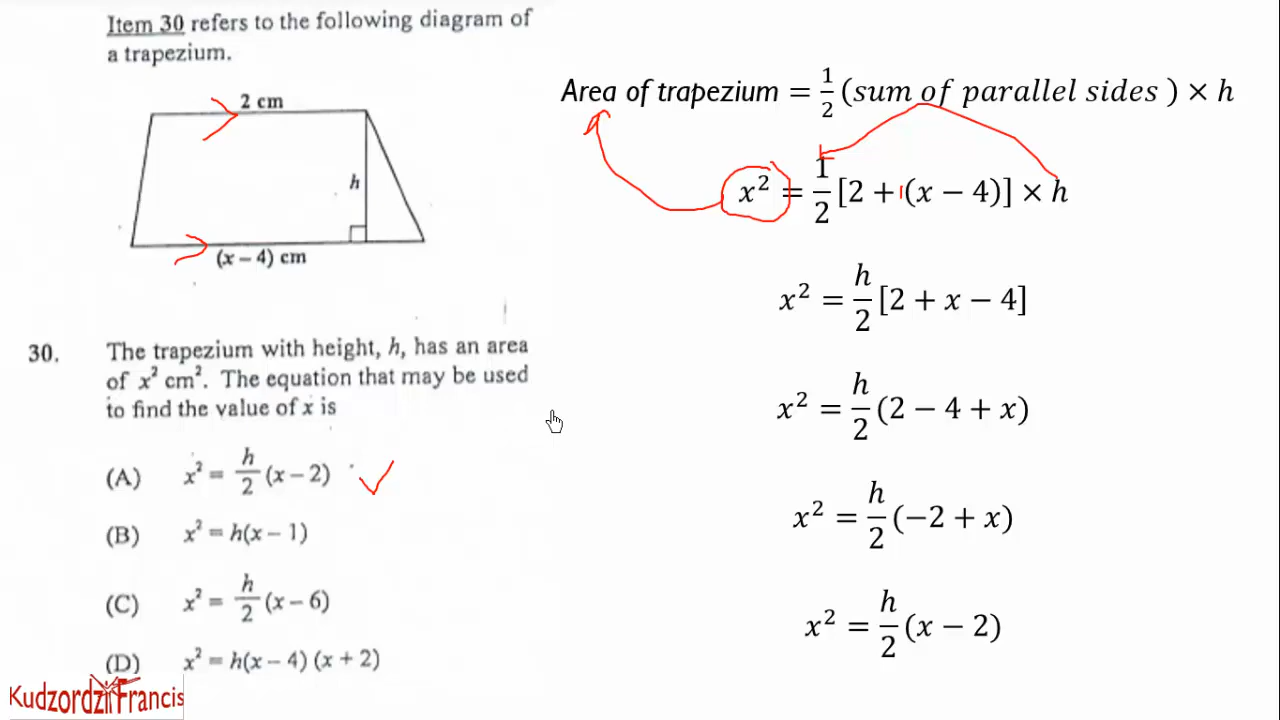 Item 30 refers to the following diagram of
a trapezium.
2 cm
h
(x – 4) cm
30. The trapezium with height, h, has an area
of x² cm². The equation that may be used
to find the value of x is
(A) x² = h/2 (x – 2)
(B) x² = h(x – 1)
(C) x² = h/2 (x – 6)
(D) x² = h(x – 4) (x + 2)
Kudzordzi Francis
Area of trapezium = 1/2 (sum of parallel sides ) × h
x² = 1/2 [2 + (x − 4)] × h
x² = h/2 [2 + x − 4]
x² = h/2 (2 − 4 + x)
x² = h/2 (−2 + x)
x² = h/2 (x − 2)